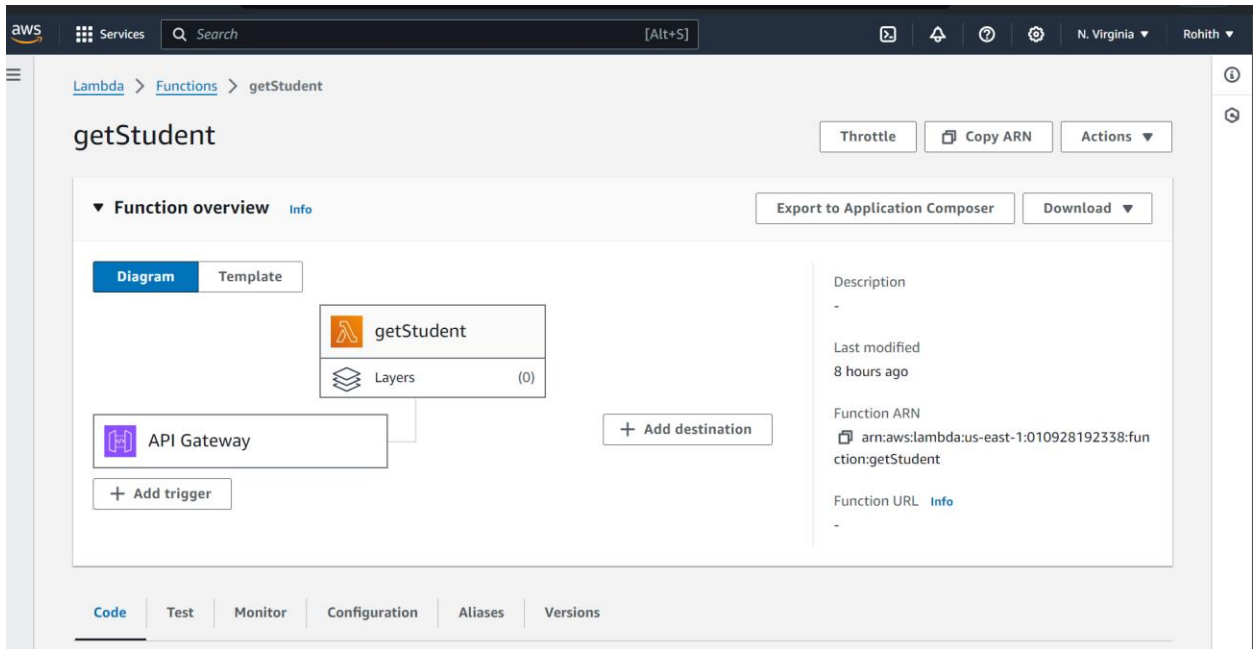 aws
Services
Search
[Alt+S]
N. Virginia
Rohith
Lambda > Functions > getStudent
getStudent
Throttle
Copy ARN
Actions
Function overview
Info
Export to Application Composer
Download
Diagram
Template
getStudent
Layers
(0)
API Gateway
+ Add trigger
+ Add destination
Description
-
Last modified
8 hours ago
Function ARN
arn:aws:lambda:us-east-1:010928192338:fun
ction:getStudent
Function URL Info
-
Code
Test
Monitor
Configuration
Aliases
Versions